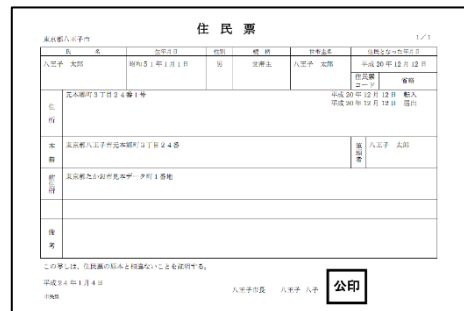 住民票
東京都八王子市
1／1
氏 名 生年月日 性別 続柄 世帯主名 住民となった年月日
八王子 太郎 昭和51年1月1日 男 世帯主 八王子 太郎 平成20年12月12日
住民票コード 省略
住所 元本郷町3丁目24番1号
平成20年12月12日 転入
平成20年12月12日 届出
本籍 東京都八王子市元本郷町3丁目24番 筆頭者 八王子 太郎
前住所 東京都たか尾市見本データ町1番地
備考
この写しは、住民票の原本と相違ないことを証明する。
平成24年1月4日
八王子市長 八王子 八子 公印